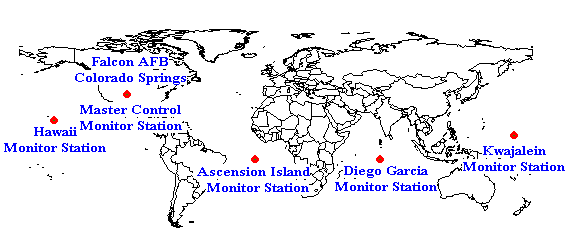 Falcon AFB
Colorado Springs
Master Control
Monitor Station
Hawaii
Monitor Station
Ascension Island
Monitor Station
Diego Garcia
Monitor Station
Kwajalein
Monitor Station